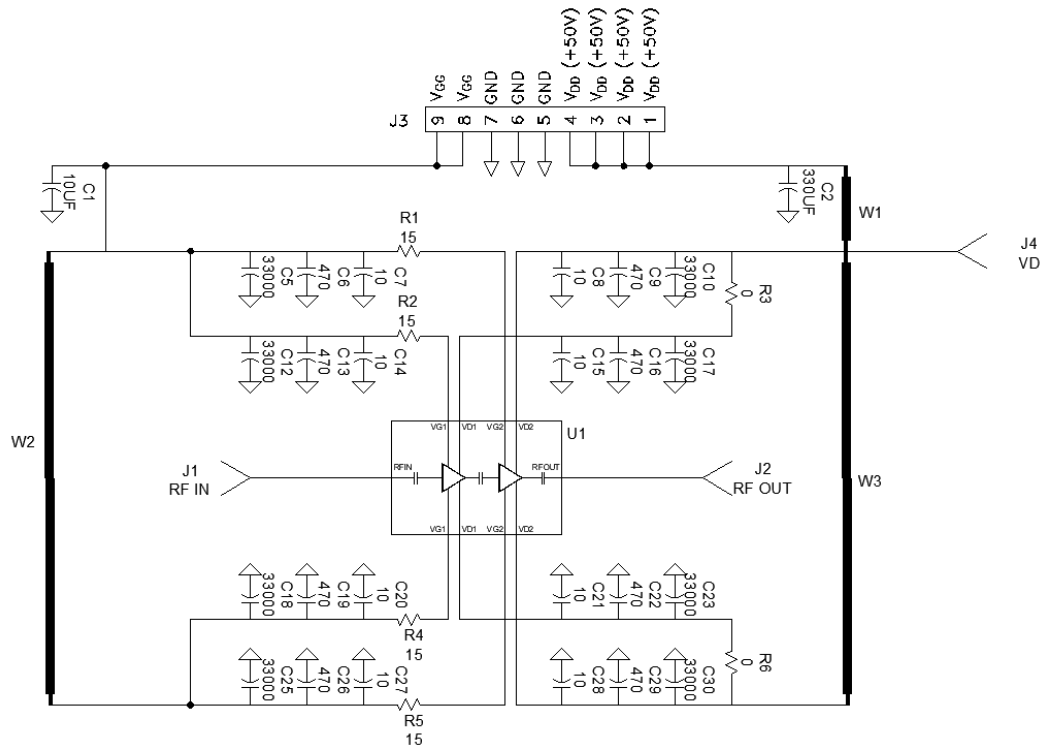 VGG
VGG
GND
GND
GND
VDD (+50V)
VDD (+50V)
VDD (+50V)
VDD (+50V)
J3
9 8 7 6 5 4 3 2 1
C1
10UF
C2
330UF
W1
J4
VD
R1
15
C5
33000
C6
470
C7
10
C8
10
C9
470
C10
33000
R3
0
R2
15
C12
33000
C13
470
C14
10
C15
10
C16
470
C17
33000
W2
U1
VG1 VD1 VG2 VD2
J1
RF IN
RFIN
RFOUT
J2
RF OUT
W3
VG1 VD1 VG2 VD2
C18
33000
C19
470
C20
10
R4
15
C21
10
C22
470
C23
33000
R6
0
C25
33000
C26
470
C27
10
R5
15
C28
10
C29
470
C30
33000